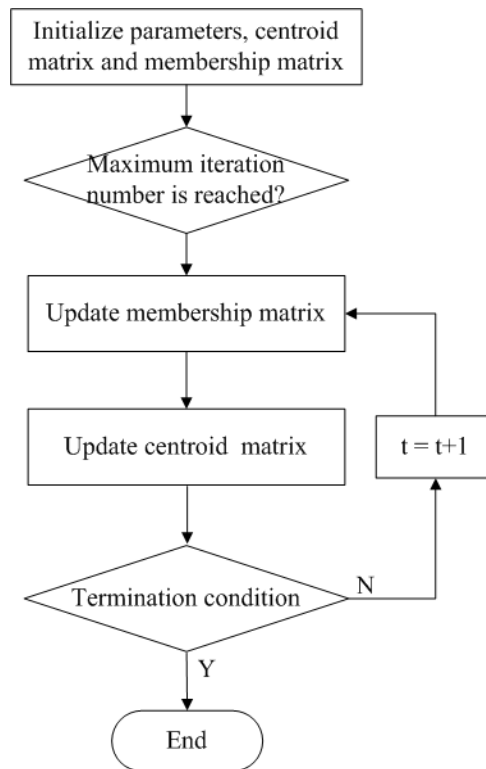 Initialize parameters, centroid
matrix and membership matrix
Maximum iteration
number is reached?
Update membership matrix
Update centroid matrix
t = t+1
Termination condition
N
Y
End